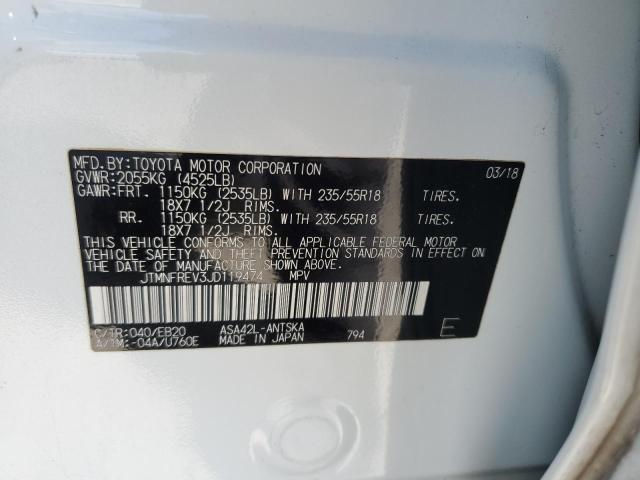 MFD. BY: TOYOTA MOTOR CORPORATION 03/18
GVWR: 2055KG (4525LB)
GAWR: FRT. 1150KG (2535LB) WITH 235/55R18 TIRES.
18X7 1/2J RIMS.
RR. 1150KG (2535LB) WITH 235/55R18 TIRES.
18X7 1/2J RIMS.
THIS VEHICLE CONFORMS TO ALL APPLICABLE FEDERAL MOTOR
VEHICLE SAFETY AND THEFT PREVENTION STANDARDS IN EFFECT ON
THE DATE OF MANUFACTURE SHOWN ABOVE.
JTMNFREV3JD119474 MPV
C/TR: 040/EB20 ASA42L-ANTSKA
A/TM: -04A/U760E MADE IN JAPAN 794 E